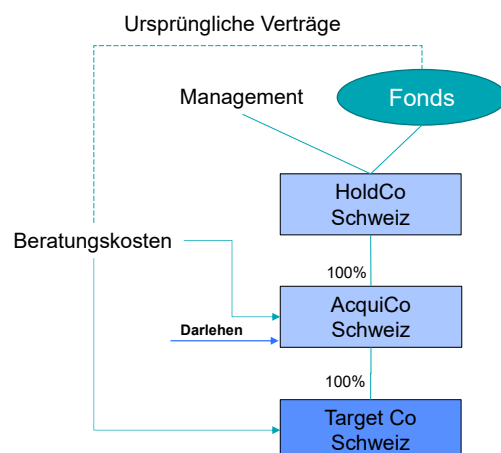 Ursprüngliche Verträge
Management
Fonds
HoldCo
Schweiz
Beratungskosten
100%
AcquiCo
Schweiz
Darlehen
100%
Target Co
Schweiz